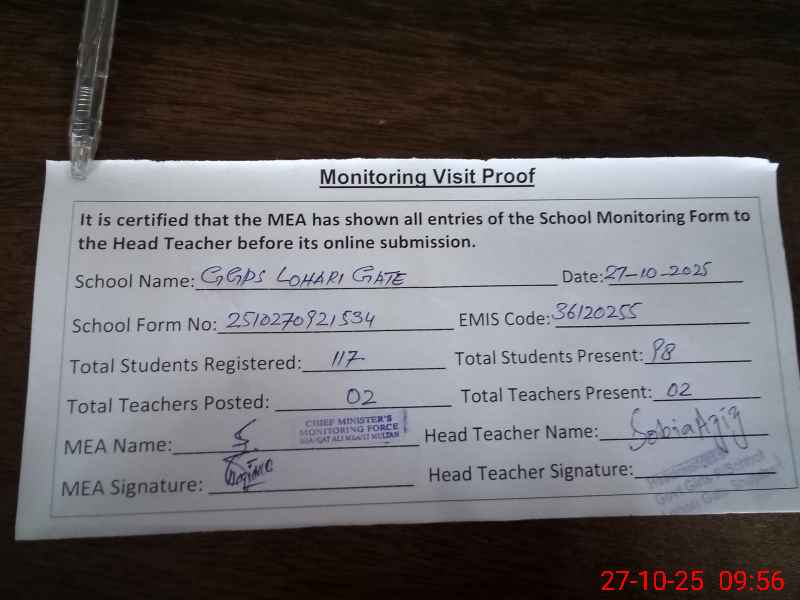 Monitoring Visit Proof
It is certified that the MEA has shown all entries of the School Monitoring Form to
the Head Teacher before its online submission.
School Name: GGPS LOHARI GATE Date: 27-10-2025
School Form No: 2510270921534 EMIS Code: 36120255
Total Students Registered: 117 Total Students Present: 98
Total Teachers Posted: 02 Total Teachers Present: 02
CHIEF MINISTER'S
MONITORING FORCE
MULTAN
MEA Name: Head Teacher Name: Sobia Aziz
MEA Signature: Head Teacher Signature:
27-10-25 09:56